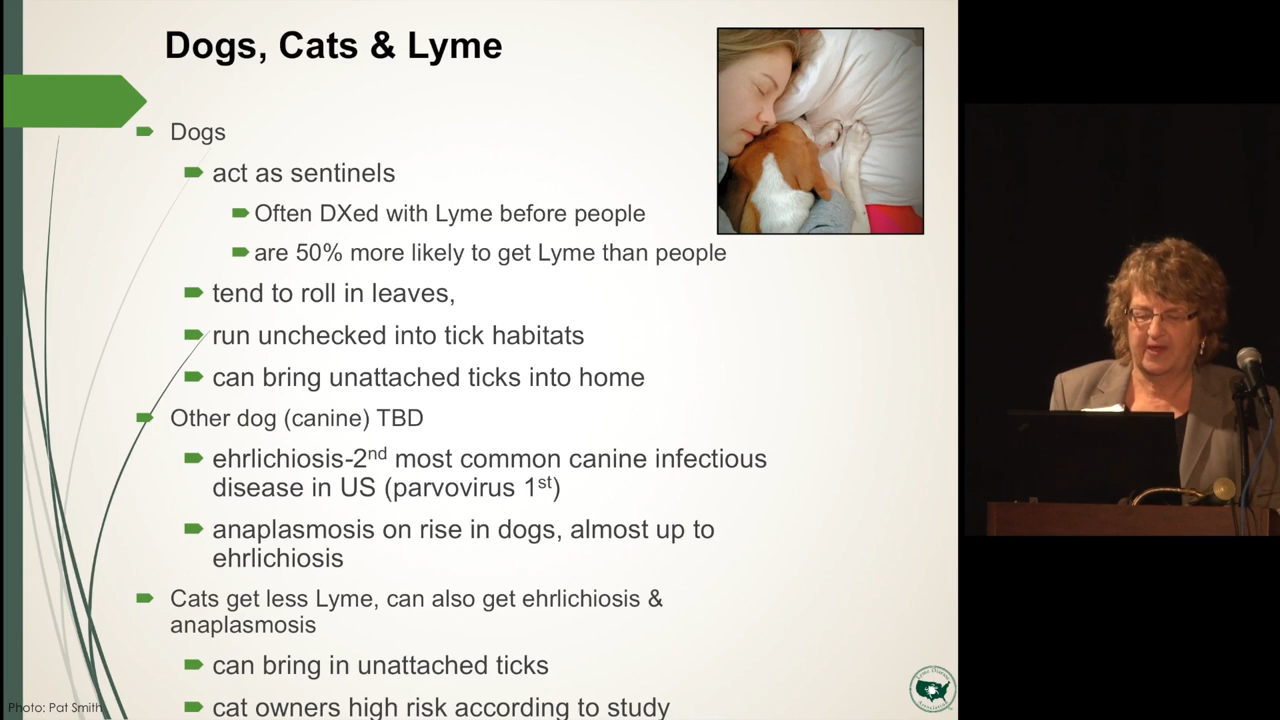 Dogs, Cats & Lyme
Dogs
act as sentinels
Often DXed with Lyme before people
are 50% more likely to get Lyme than people
tend to roll in leaves,
run unchecked into tick habitats
can bring unattached ticks into home
Other dog (canine) TBD
ehrlichiosis-2nd most common canine infectious
disease in US (parvovirus 1st)
anaplasmosis on rise in dogs, almost up to
ehrlichiosis
Cats get less Lyme, can also get ehrlichiosis &
anaplasmosis
can bring in unattached ticks
cat owners high risk according to study
Photo: Pat Smith
Lyme Disease
Association